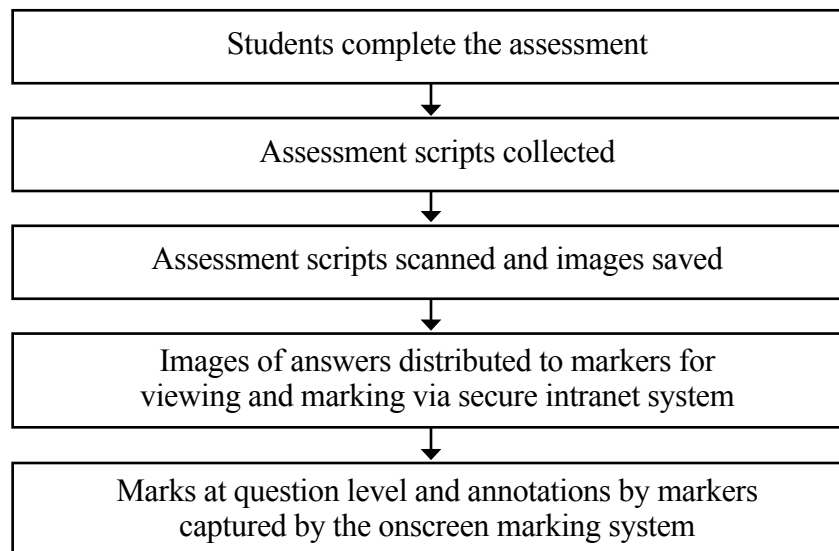 Students complete the assessment
Assessment scripts collected
Assessment scripts scanned and images saved
Images of answers distributed to markers for
viewing and marking via secure intranet system
Marks at question level and annotations by markers
captured by the onscreen marking system